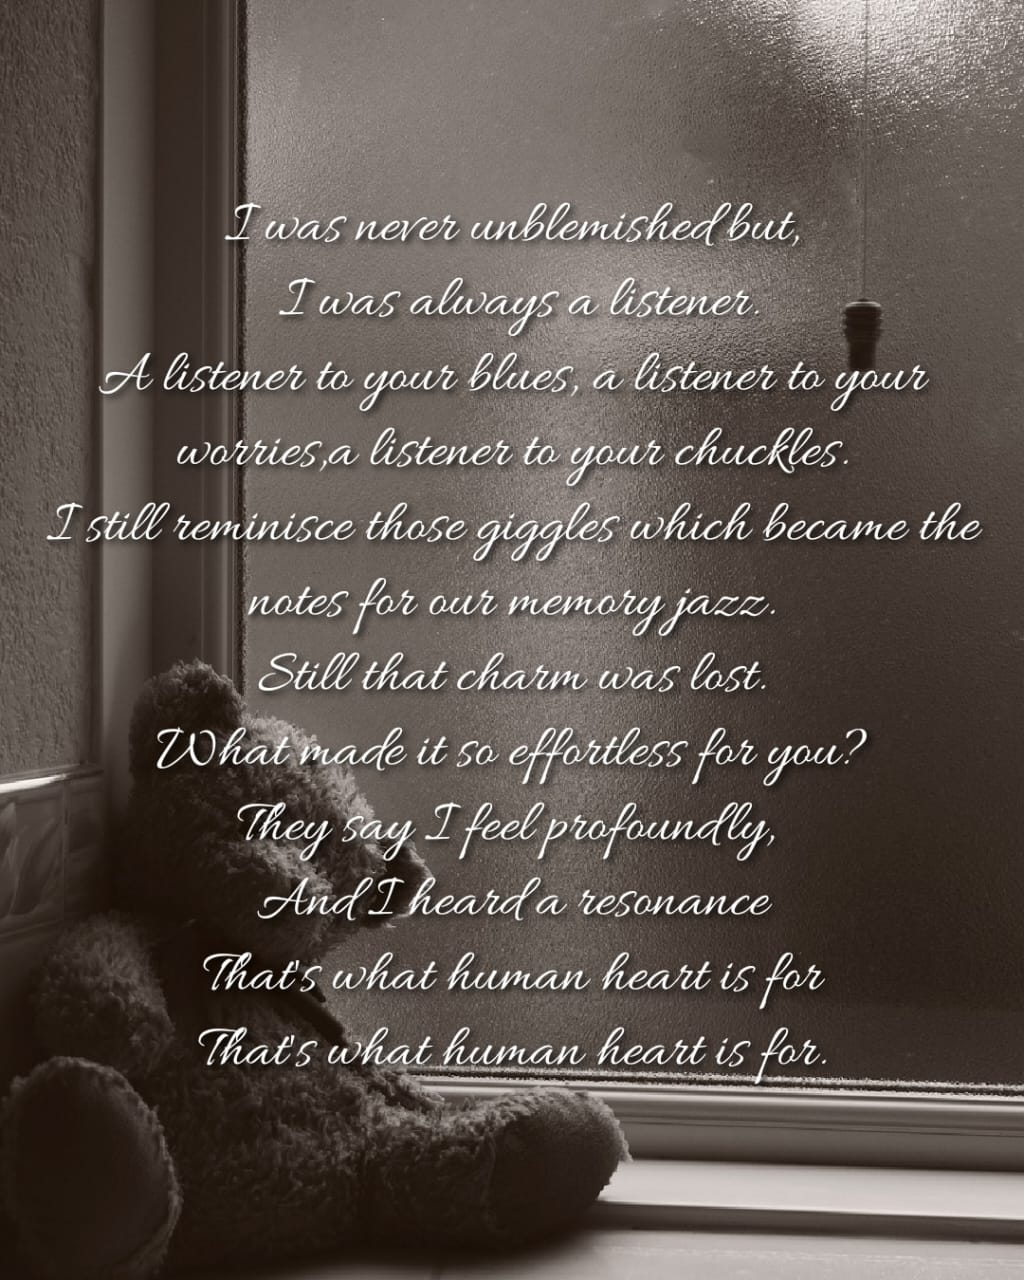 I was never unblemished but,
I was always a listener.
A listener to your blues, a listener to your
worries,a listener to your chuckles.
I still reminisce those giggles which became the
notes for our memory jazz.
Still that charm was lost.
What made it so effortless for you?
They say I feel profoundly,
And I heard a resonance
That's what human heart is for
That's what human heart is for.